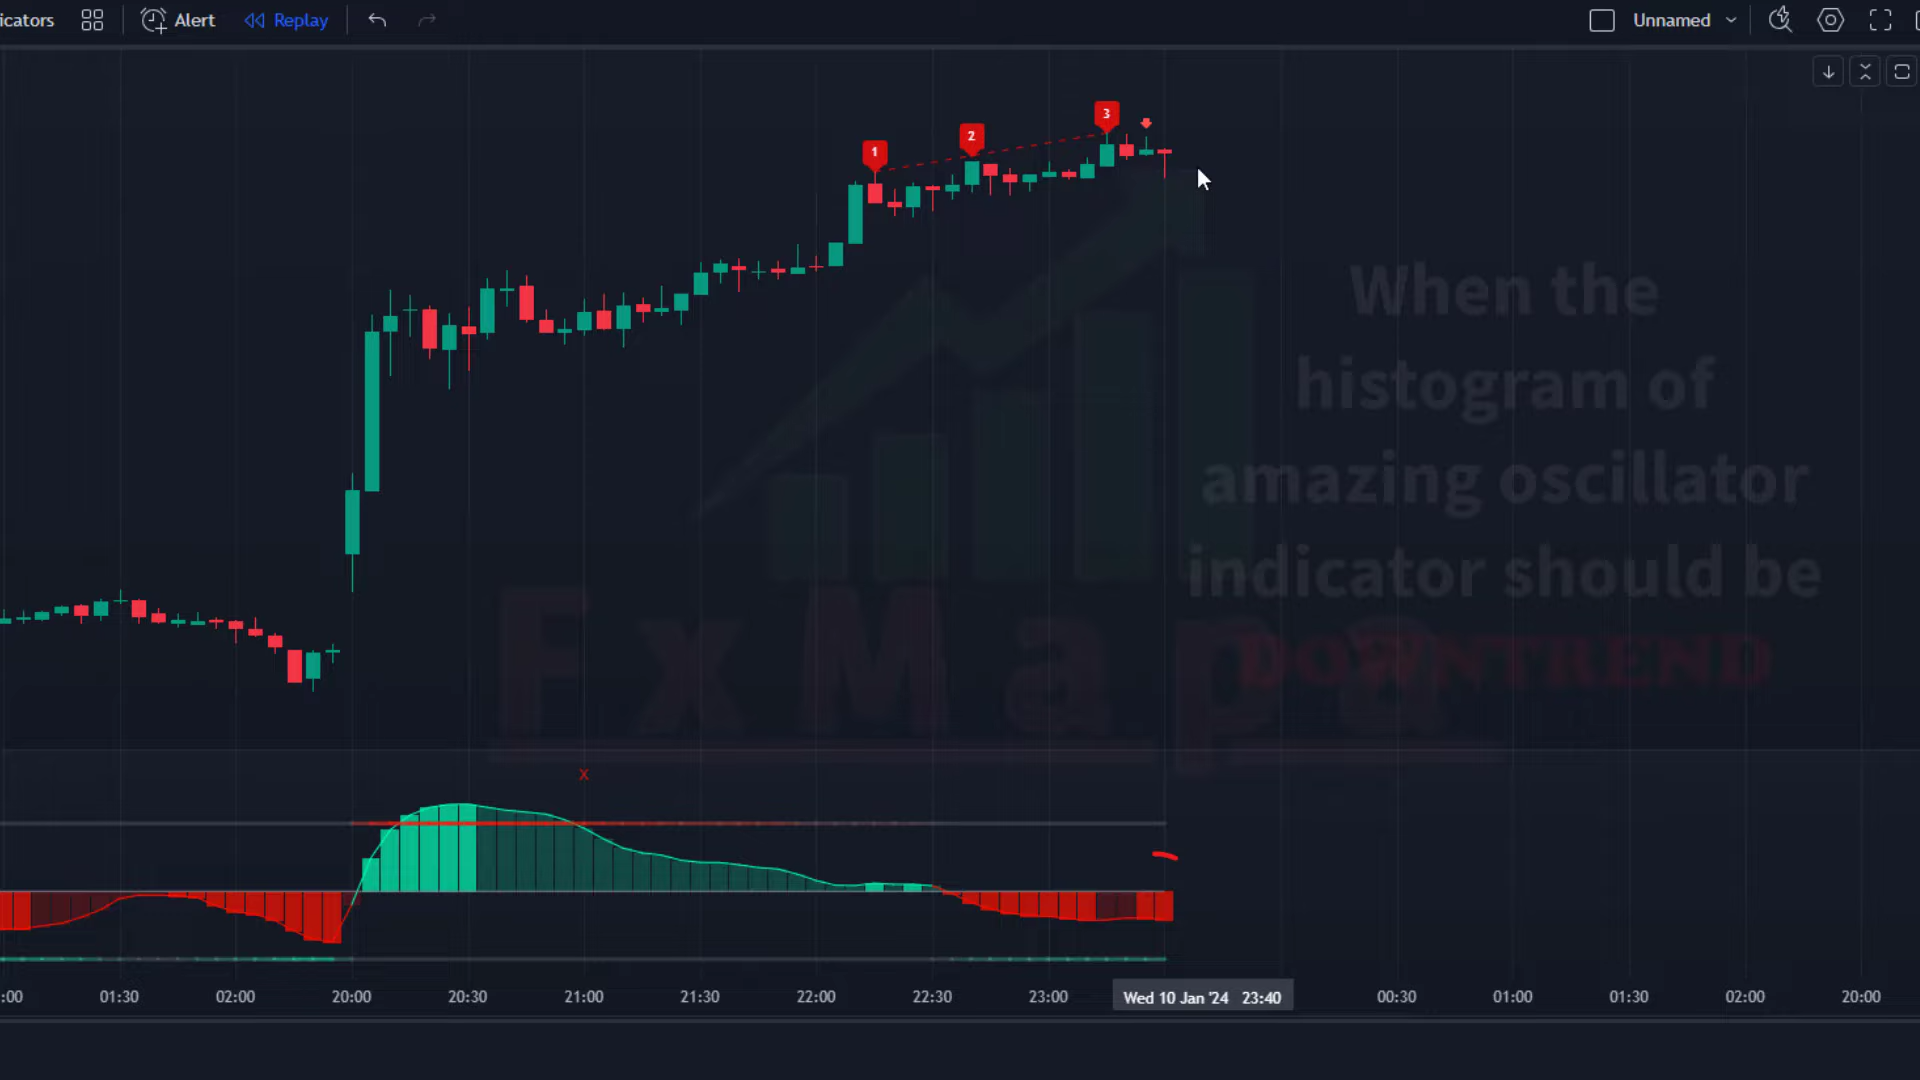 icators
Alert
Replay
Unnamed
1
2
3
When the
histogram of
amazing oscillator
indicator should be
DOWNTREND
FxMapa
X
:00
01:30
02:00
20:00
20:30
21:00
21:30
22:00
22:30
23:00
Wed 10 Jan '24 23:40
00:30
01:00
01:30
02:00
20:00